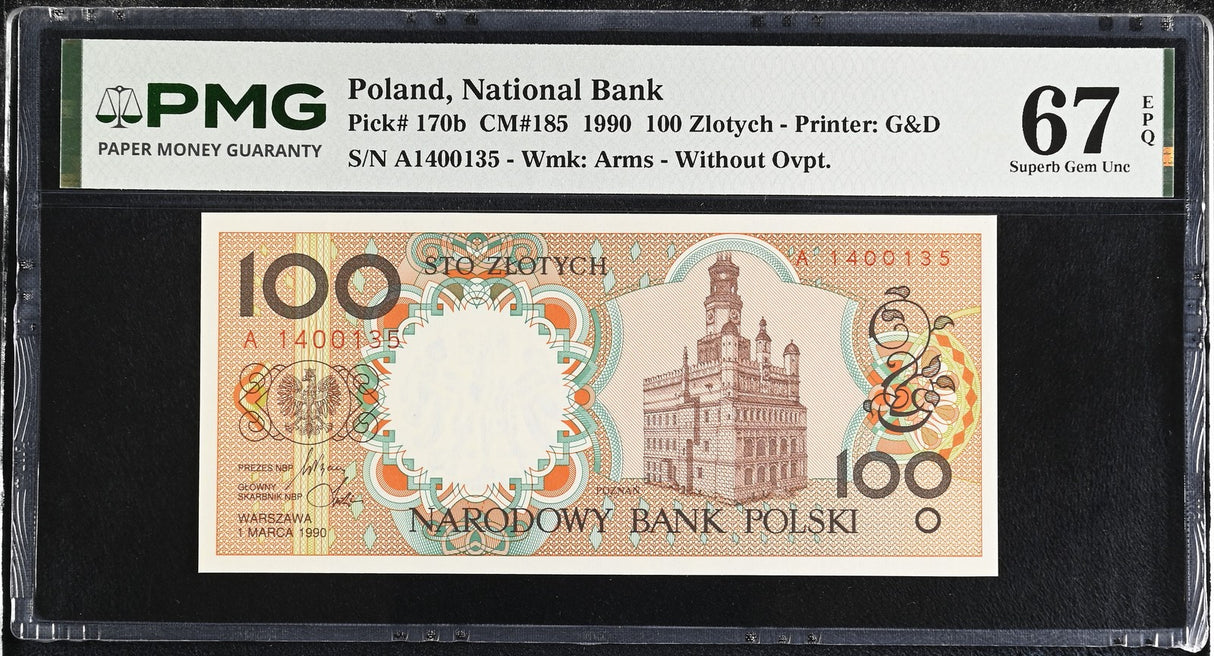 PMG
PAPER MONEY GUARANTY
Poland, National Bank
Pick# 170b CM#185 1990 100 Zlotych - Printer: G&D
S/N A1400135 - Wmk: Arms - Without Ovpt.
67
EPQ
Superb Gem Unc
100
STO ZŁOTYCH
A 1400135
A 1400135
PREZES NBP
GŁÓWNY
SKARBNIK NBP
WARSZAWA
1 MARCA 1990
POZNAŃ
100
NARODOWY BANK POLSKI